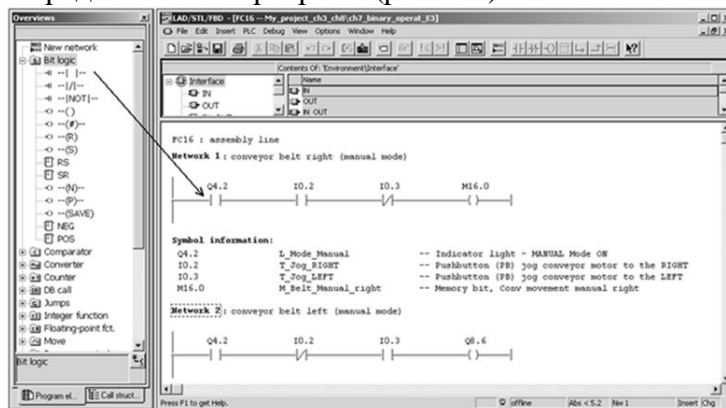 Overviews
New network
Bit logic
--| |--
--|/|--
--|NOT|--
--( )
--(#)--
--(R)
--(S)
RS
SR
--(N)--
--(P)--
--(SAVE)
NEG
POS
Comparator
Converter
Counter
DB call
Jumps
Integer function
Floating-point fct.
Move
Bit logic
Program el...
Call struct...
LAD/STL/FBD - [FC16 -- My_project_ch3_ch8\ch7_binary_operat_E3]
File Edit Insert PLC Debug View Options Window Help
Contents Of: 'Environment\Interface'
Interface
IN
OUT
Name
IN
OUT
IN OUT
FC16 : assembly line
Network 1 : conveyor belt right (manual mode)
Q4.2 I0.2 I0.3 M16.0
Symbol information:
Q4.2 L_Mode_Manual -- Indicator light - MANUAL Mode ON
I0.2 T_Jog_RIGHT -- Pushbutton (PB) jog conveyor motor to the RIGHT
I0.3 T_Jog_LEFT -- Pushbutton (PB) jog conveyor motor to the LEFT
M16.0 M_Belt_Manual_right -- Memory bit, Conv movement manual right
Network 2 : conveyor belt left (manual mode)
Q4.2 I0.2 I0.3 Q8.6
Press F1 to get Help.
offline Abs < 5.2 Nw 1 Insert Chg